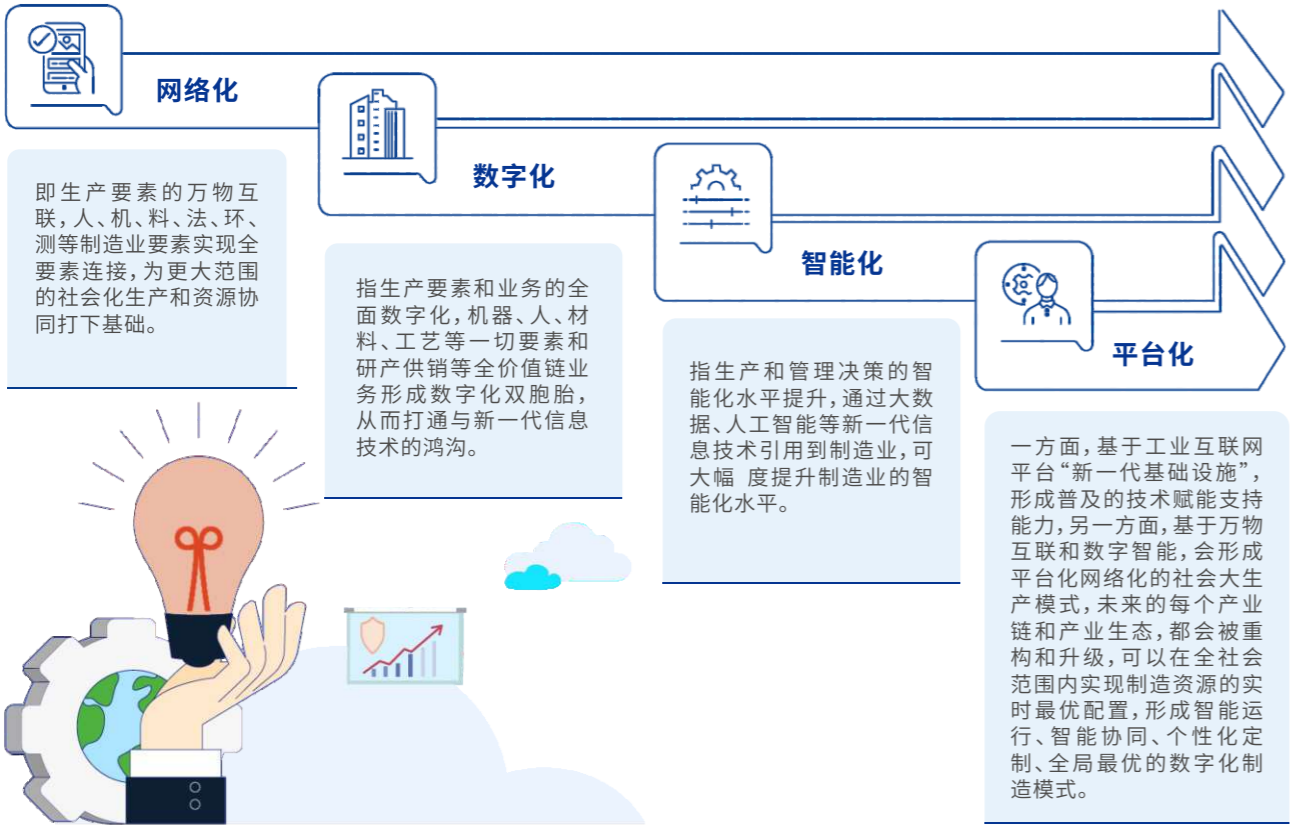 网络化
即生产要素的万物互
联，人、机、料、法、环、
测等制造业要素实现全
要素连接，为更大范围
的社会化生产和资源协
同打下基础。
数字化
指生产要素和业务的全
面数字化，机器、人、材
料、工艺等一切要素和
研产供销等全价值链业
务形成数字化双胞胎，
从而打通与新一代信息
技术的鸿沟。
智能化
指生产和管理决策的智
能化水平提升，通过大数
据、人工智能等新一代信
息技术引用到制造业，可
大幅 度提升制造业的智
能化水平。
平台化
一方面，基于工业互联网
平台“新一代基础设施”，
形成普及的技术赋能支持
能力，另一方面，基于万物
互联和数字智能，会形成
平台化网络化的社会大生
产模式，未来的每个产业
链和产业生态，都会被重
构和升级，可以在全社会
范围内实现制造资源的实
时最优配置，形成智能运
行、智能协同、个性化定
制、全局最优的数字化制
造模式。